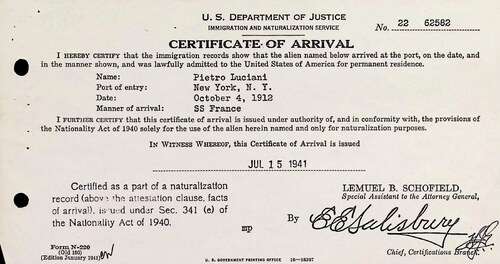 U. S. DEPARTMENT OF JUSTICE
IMMIGRATION AND NATURALIZATION SERVICE
No. 22 62582
CERTIFICATE OF ARRIVAL
I HEREBY CERTIFY that the immigration records show that the alien named below arrived at the port, on the date, and
in the manner shown, and was lawfully admitted to the United States of America for permanent residence.
Name: Pietro Luciani
Port of entry: New York, N. Y.
Date: October 4, 1912
Manner of arrival: SS France
I FURTHER CERTIFY that this certificate of arrival is issued under authority of, and in conformity with, the provisions of
the Nationality Act of 1940 solely for the use of the alien herein named and only for naturalization purposes.
IN WITNESS WHEREOF, this Certificate of Arrival is issued
JUL 15 1941
Certified as a part of a naturalization
record (above the attestation clause, facts
of arrival), issued under Sec. 341 (e) of
the Nationality Act of 1940.
LEMUEL B. SCHOFIELD,
Special Assistant to the Attorney General,
mp
By EESalisbury
Chief, Certifications Branch.
Form N-220
(Old 160)
(Edition January 1941)
U. S. GOVERNMENT PRINTING OFFICE